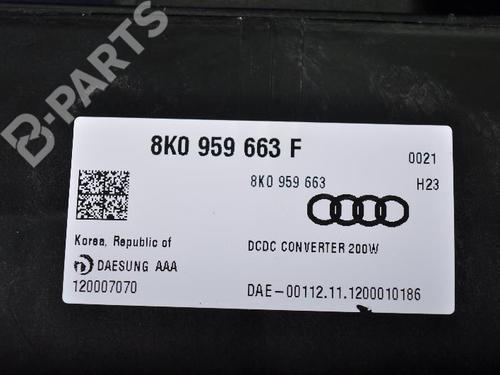 B-PARTS
8K0 959 663 F
0021
8K0 959 663
H23
Korea, Republic of
DCDC CONVERTER 200W
DAESUNG AAA
120007070
DAE-00112.11.1200010186